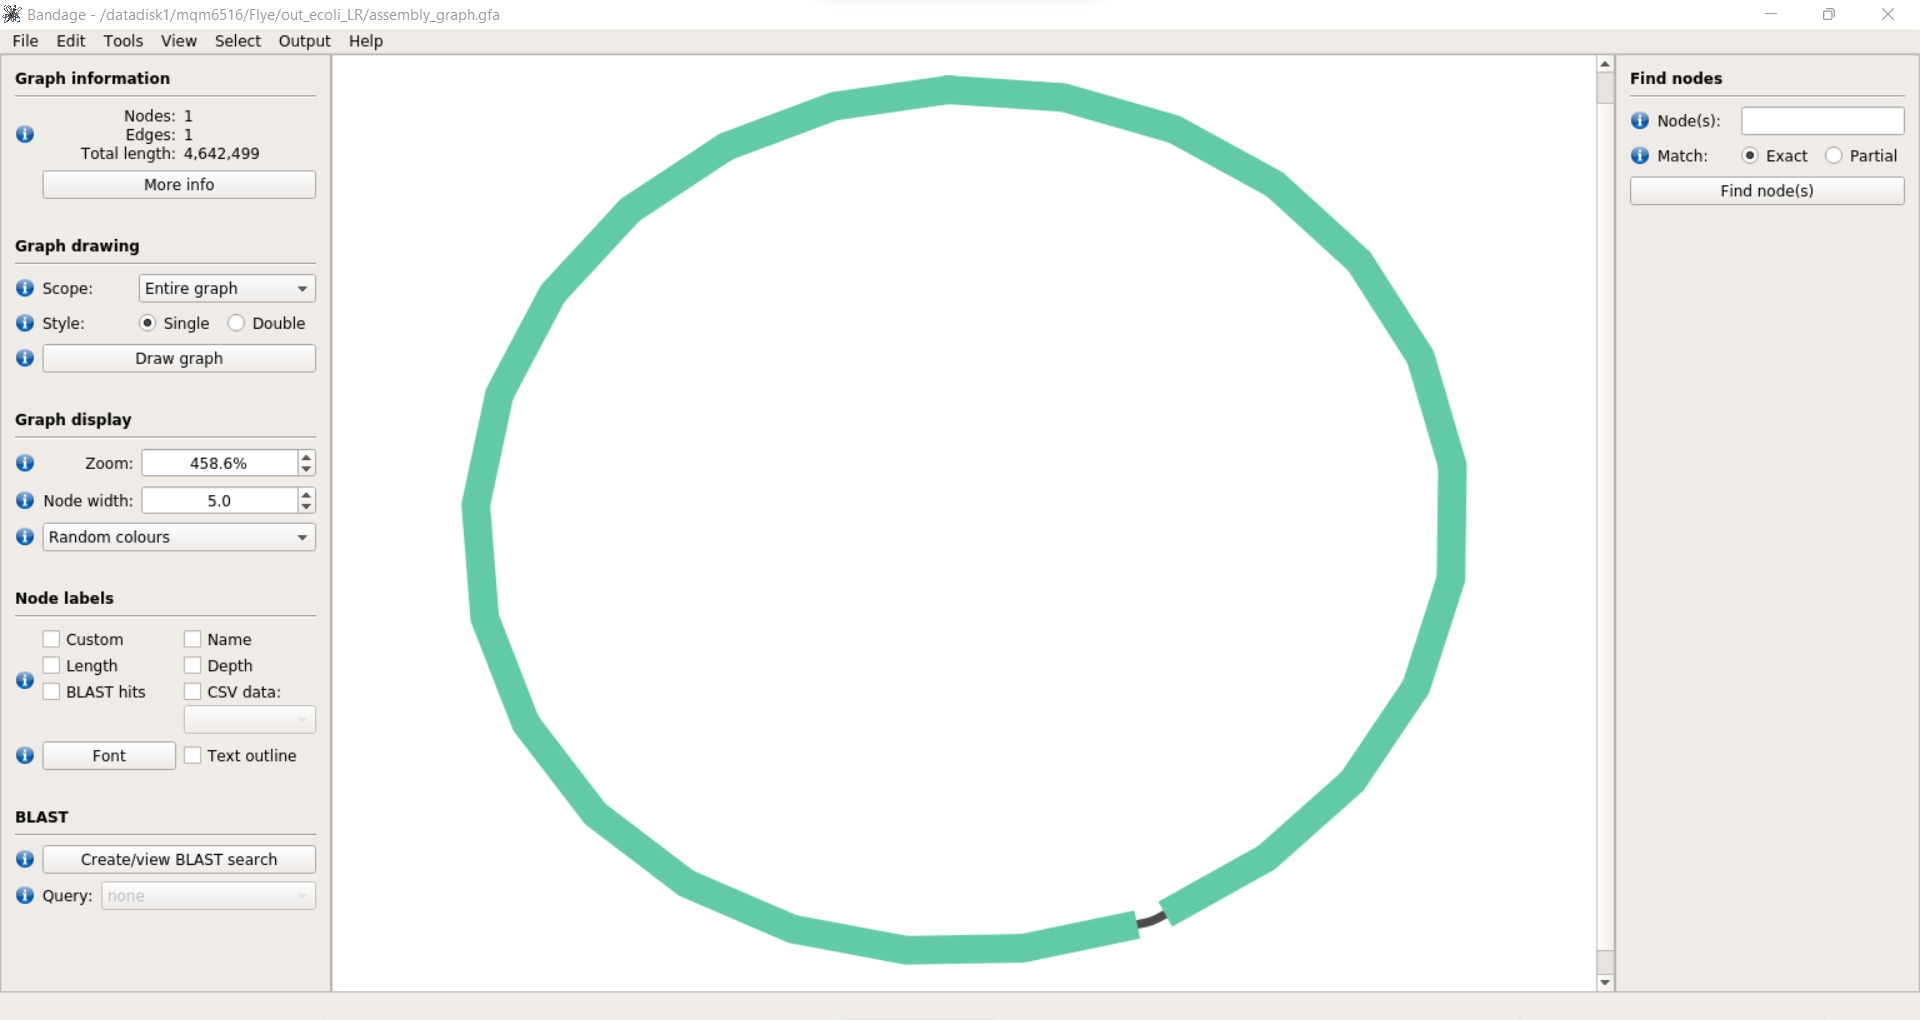 Bandage - /datadisk1/mqm6516/Flye/out_ecoli_LR/assembly_graph.gfa
File Edit Tools View Select Output Help
Graph information
Nodes: 1
Edges: 1
Total length: 4,642,499
More info
Graph drawing
Scope: Entire graph
Style: Single Double
Draw graph
Graph display
Zoom: 458.6%
Node width: 5.0
Random colours
Node labels
Custom Name
Length Depth
BLAST hits CSV data:
Font Text outline
BLAST
Create/view BLAST search
Query: none
Find nodes
Node(s):
Match: Exact Partial
Find node(s)